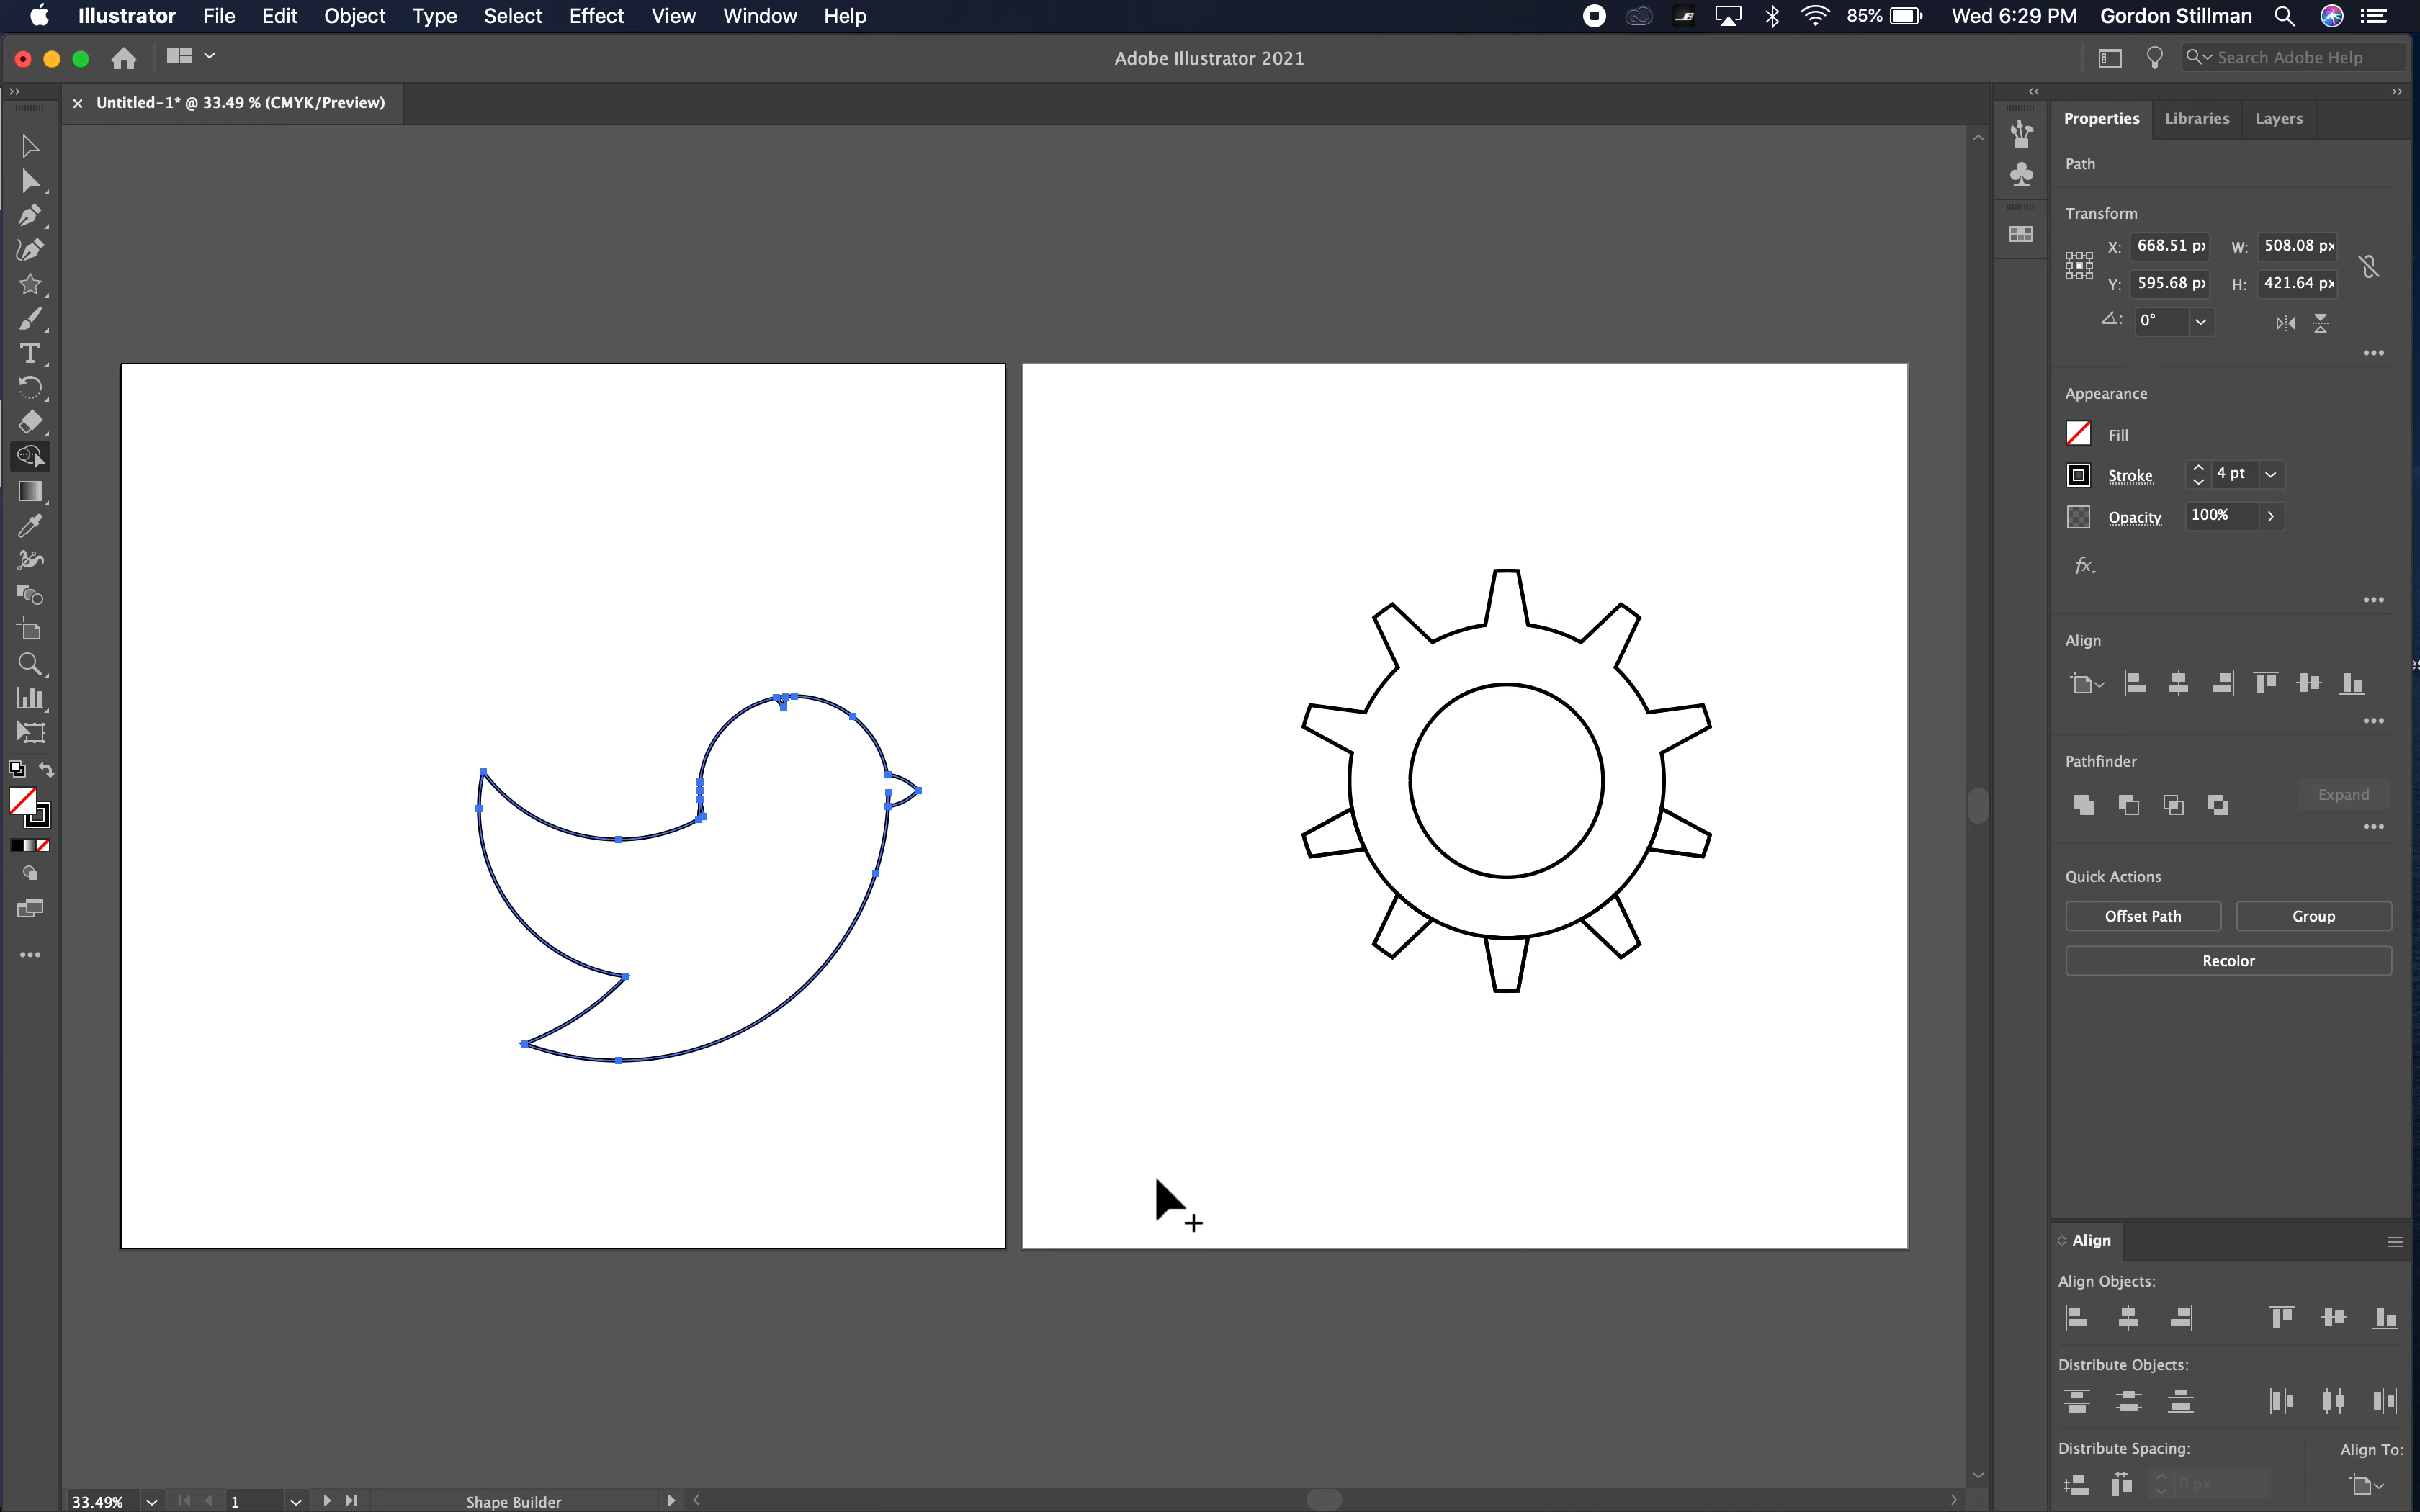 Illustrator File Edit Object Type Select Effect View Window Help 85% Wed 6:29 PM Gordon Stillman
Adobe Illustrator 2021
Search Adobe Help
× Untitled-1* @ 33.49 % (CMYK/Preview)
Properties Libraries Layers
Path
Transform
X: 668.51 px W: 508.08 px
Y: 595.68 px H: 421.64 px
0°
Appearance
Fill
Stroke 4 pt
Opacity 100%
fx.
Align
Pathfinder
Expand
Quick Actions
Offset Path Group
Recolor
Align
Align Objects:
Distribute Objects:
Distribute Spacing: Align To:
0 px
33.49% 1 Shape Builder